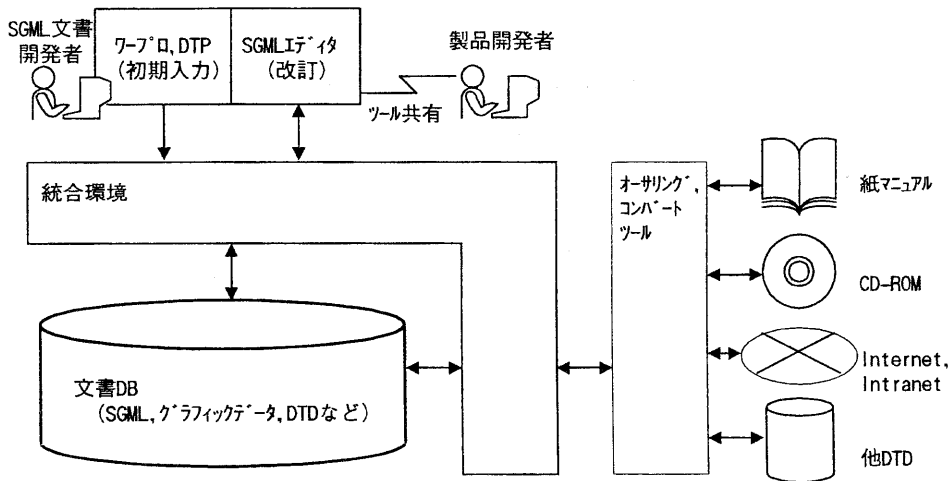 SGML文書
開発者
ワープロ,DTP
(初期入力)
SGMLエディタ
(改訂)
製品開発者
ツール共有
統合環境
オーサリング,
コンバート
ツール
紙マニュアル
CD-ROM
Internet,
Intranet
他DTD
文書DB
(SGML,グラフィックデータ,DTDなど)